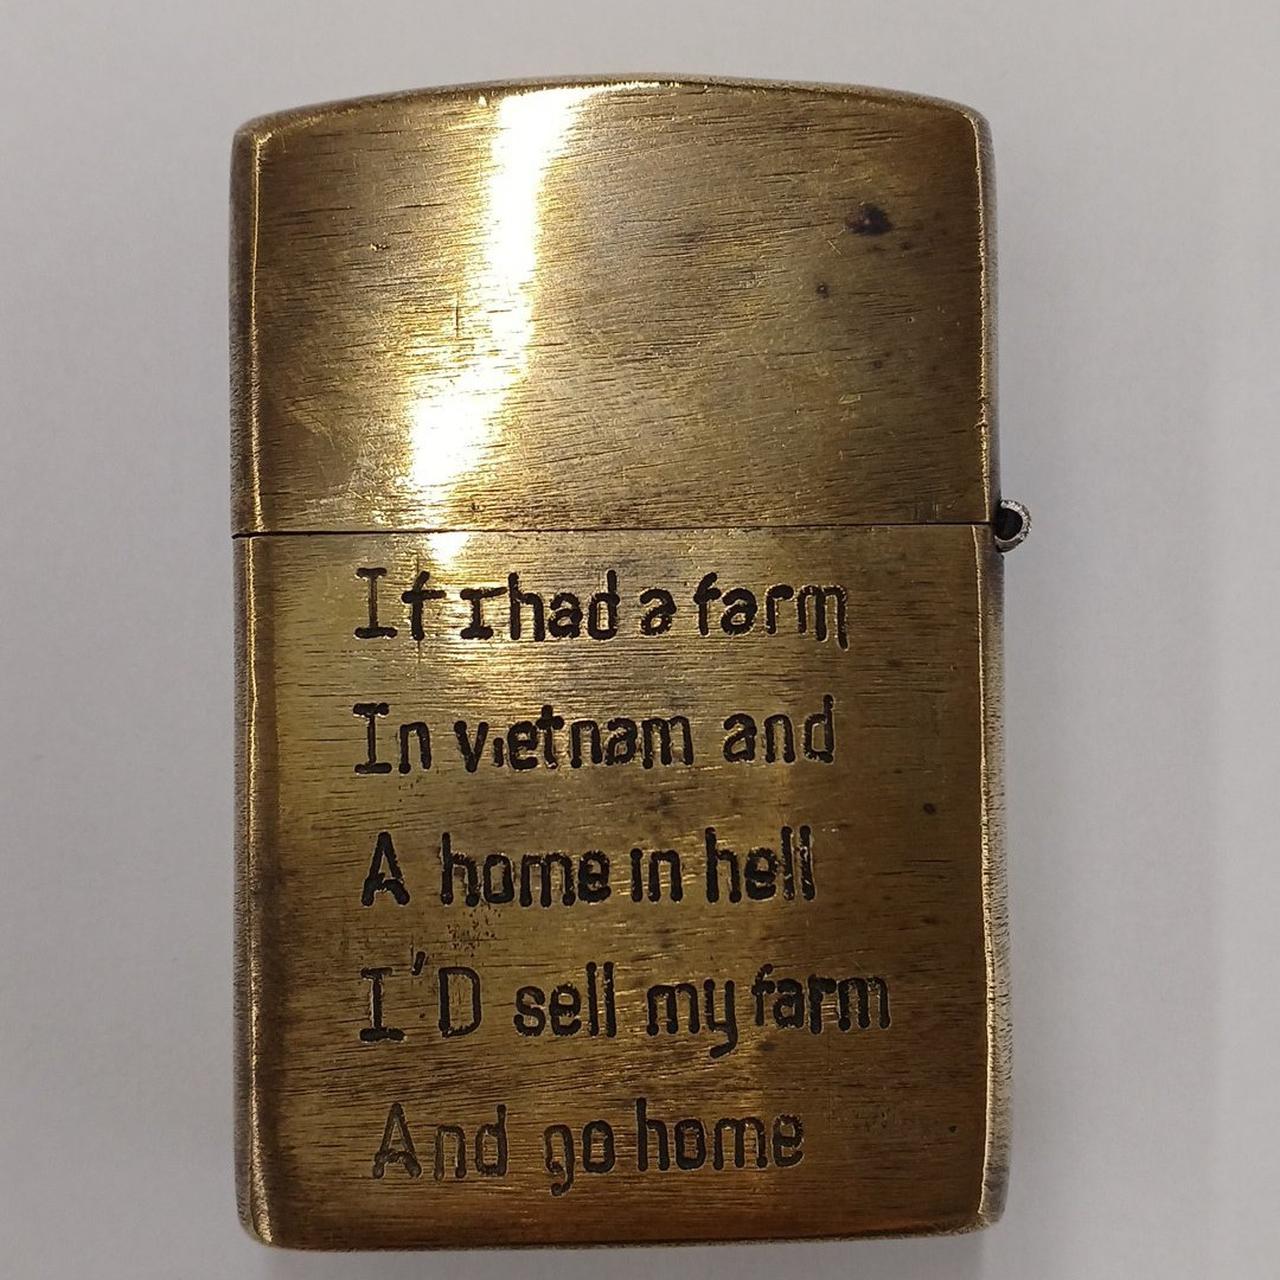 If I had a farm
In vietnam and
A home in hell
I'D sell my farm
And go home